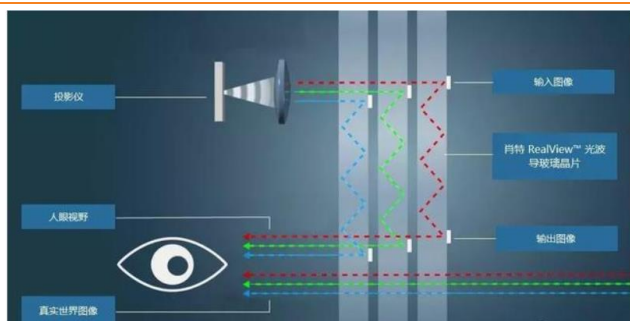 投影仪
输入图像
肖特 RealView™ 光波
导玻璃晶片
人眼视野
输出图像
真实世界图像